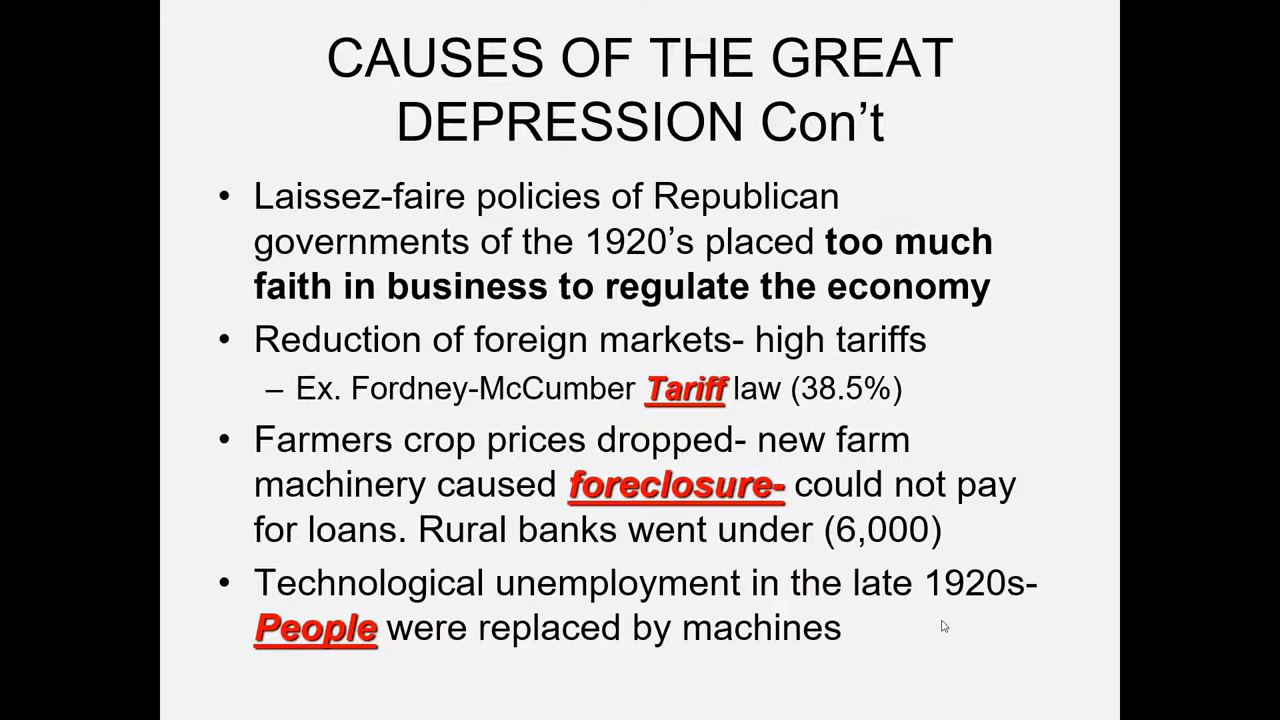 CAUSES OF THE GREAT
DEPRESSION Con’t
• Laissez-faire policies of Republican
governments of the 1920’s placed too much
faith in business to regulate the economy
• Reduction of foreign markets- high tariffs
– Ex. Fordney-McCumber Tariff law (38.5%)
• Farmers crop prices dropped- new farm
machinery caused foreclosure- could not pay
for loans. Rural banks went under (6,000)
• Technological unemployment in the late 1920s-
People were replaced by machines